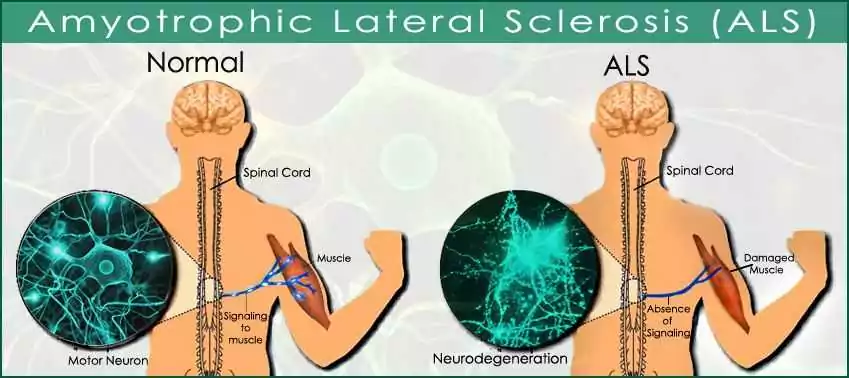 Amyotrophic Lateral Sclerosis (ALS)
Normal
Spinal Cord
Muscle
Signaling
to
muscle
Motor Neuron
ALS
Spinal Cord
Damaged
Muscle
Absence
of
Signaling
Neurodegeneration